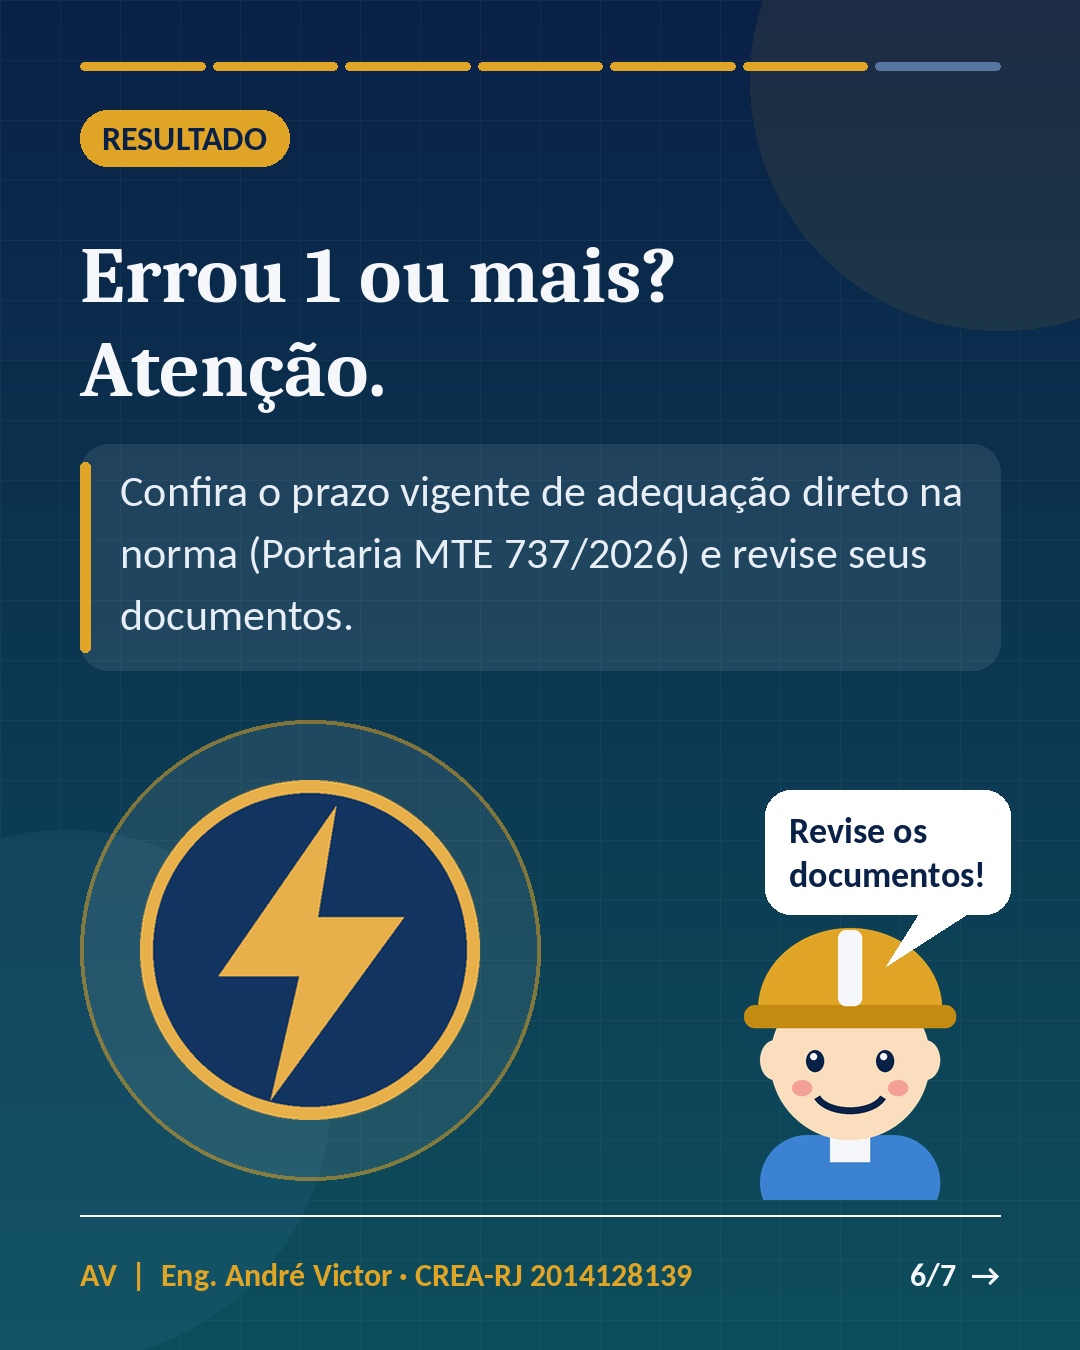 RESULTADO
Errou 1 ou mais?
Atenção.
Confira o prazo vigente de adequação direto na
norma (Portaria MTE 737/2026) e revise seus
documentos.
Revise os
documentos!
AV | Eng. André Victor · CREA-RJ 2014128139
6/7 →